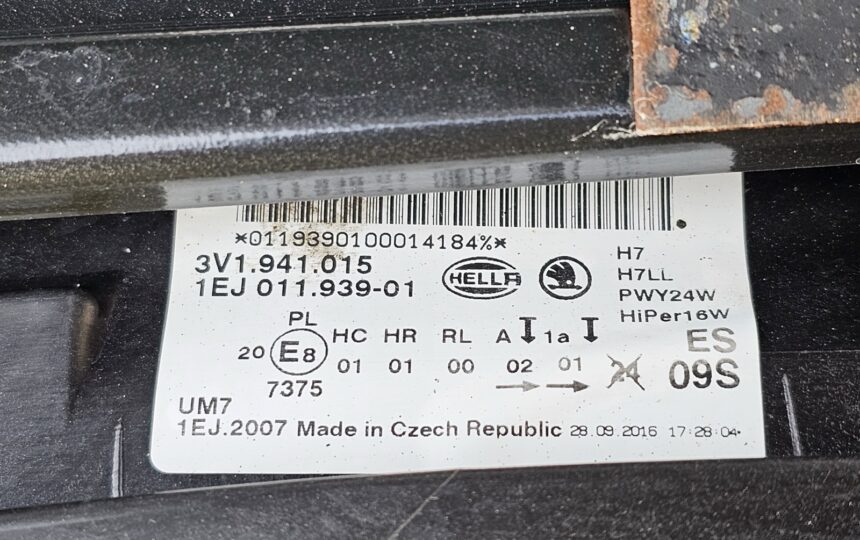 *0119390100014184%*
3V1.941.015
1EJ 011.939-01
HELLA
H7
H7LL
PWY24W
HiPer16W
PL
HC HR RL A 1a
20 E8 01 01 00 02 01 24 09S
ES
7375
UM7
1EJ.2007 Made in Czech Republic 28.09.2016 17:28:04